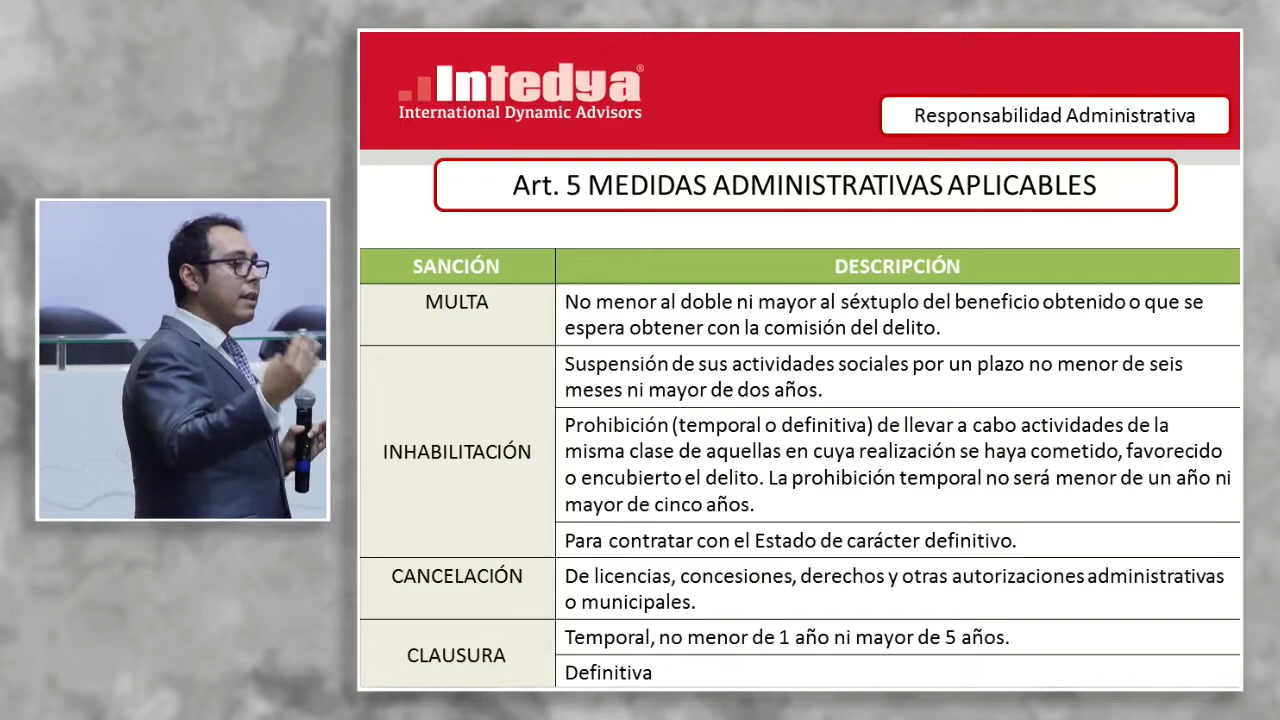 Intedya®
International Dynamic Advisors
Responsabilidad Administrativa
Art. 5 MEDIDAS ADMINISTRATIVAS APLICABLES
SANCIÓN
DESCRIPCIÓN
MULTA
No menor al doble ni mayor al séxtuplo del beneficio obtenido o que se
espera obtener con la comisión del delito.
INHABILITACIÓN
Suspensión de sus actividades sociales por un plazo no menor de seis
meses ni mayor de dos años.
Prohibición (temporal o definitiva) de llevar a cabo actividades de la
misma clase de aquellas en cuya realización se haya cometido, favorecido
o encubierto el delito. La prohibición temporal no será menor de un año ni
mayor de cinco años.
Para contratar con el Estado de carácter definitivo.
CANCELACIÓN
De licencias, concesiones, derechos y otras autorizaciones administrativas
o municipales.
CLAUSURA
Temporal, no menor de 1 año ni mayor de 5 años.
Definitiva